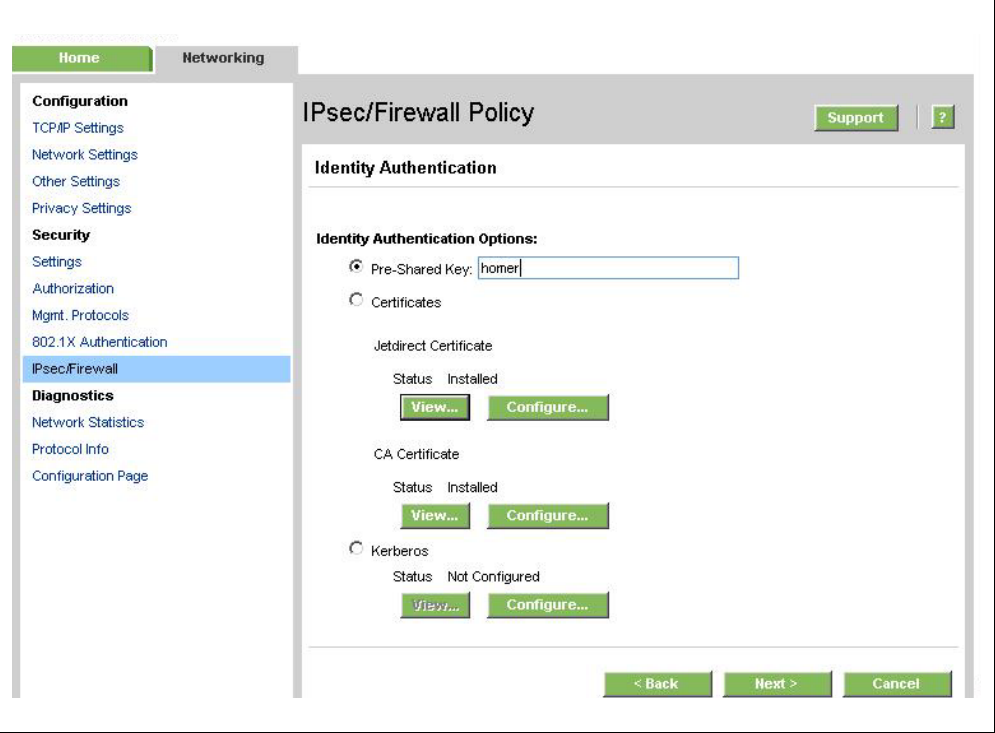 Home
Networking
Configuration
TCP/IP Settings
Network Settings
Other Settings
Privacy Settings
Security
Settings
Authorization
Mgmt. Protocols
802.1X Authentication
IPsec/Firewall
Diagnostics
Network Statistics
Protocol Info
Configuration Page
IPsec/Firewall Policy
Support
?
Identity Authentication
Identity Authentication Options:
Pre-Shared Key: homer
Certificates
Jetdirect Certificate
Status Installed
View... Configure...
CA Certificate
Status Installed
View... Configure...
Kerberos
Status Not Configured
View... Configure...
< Back Next > Cancel